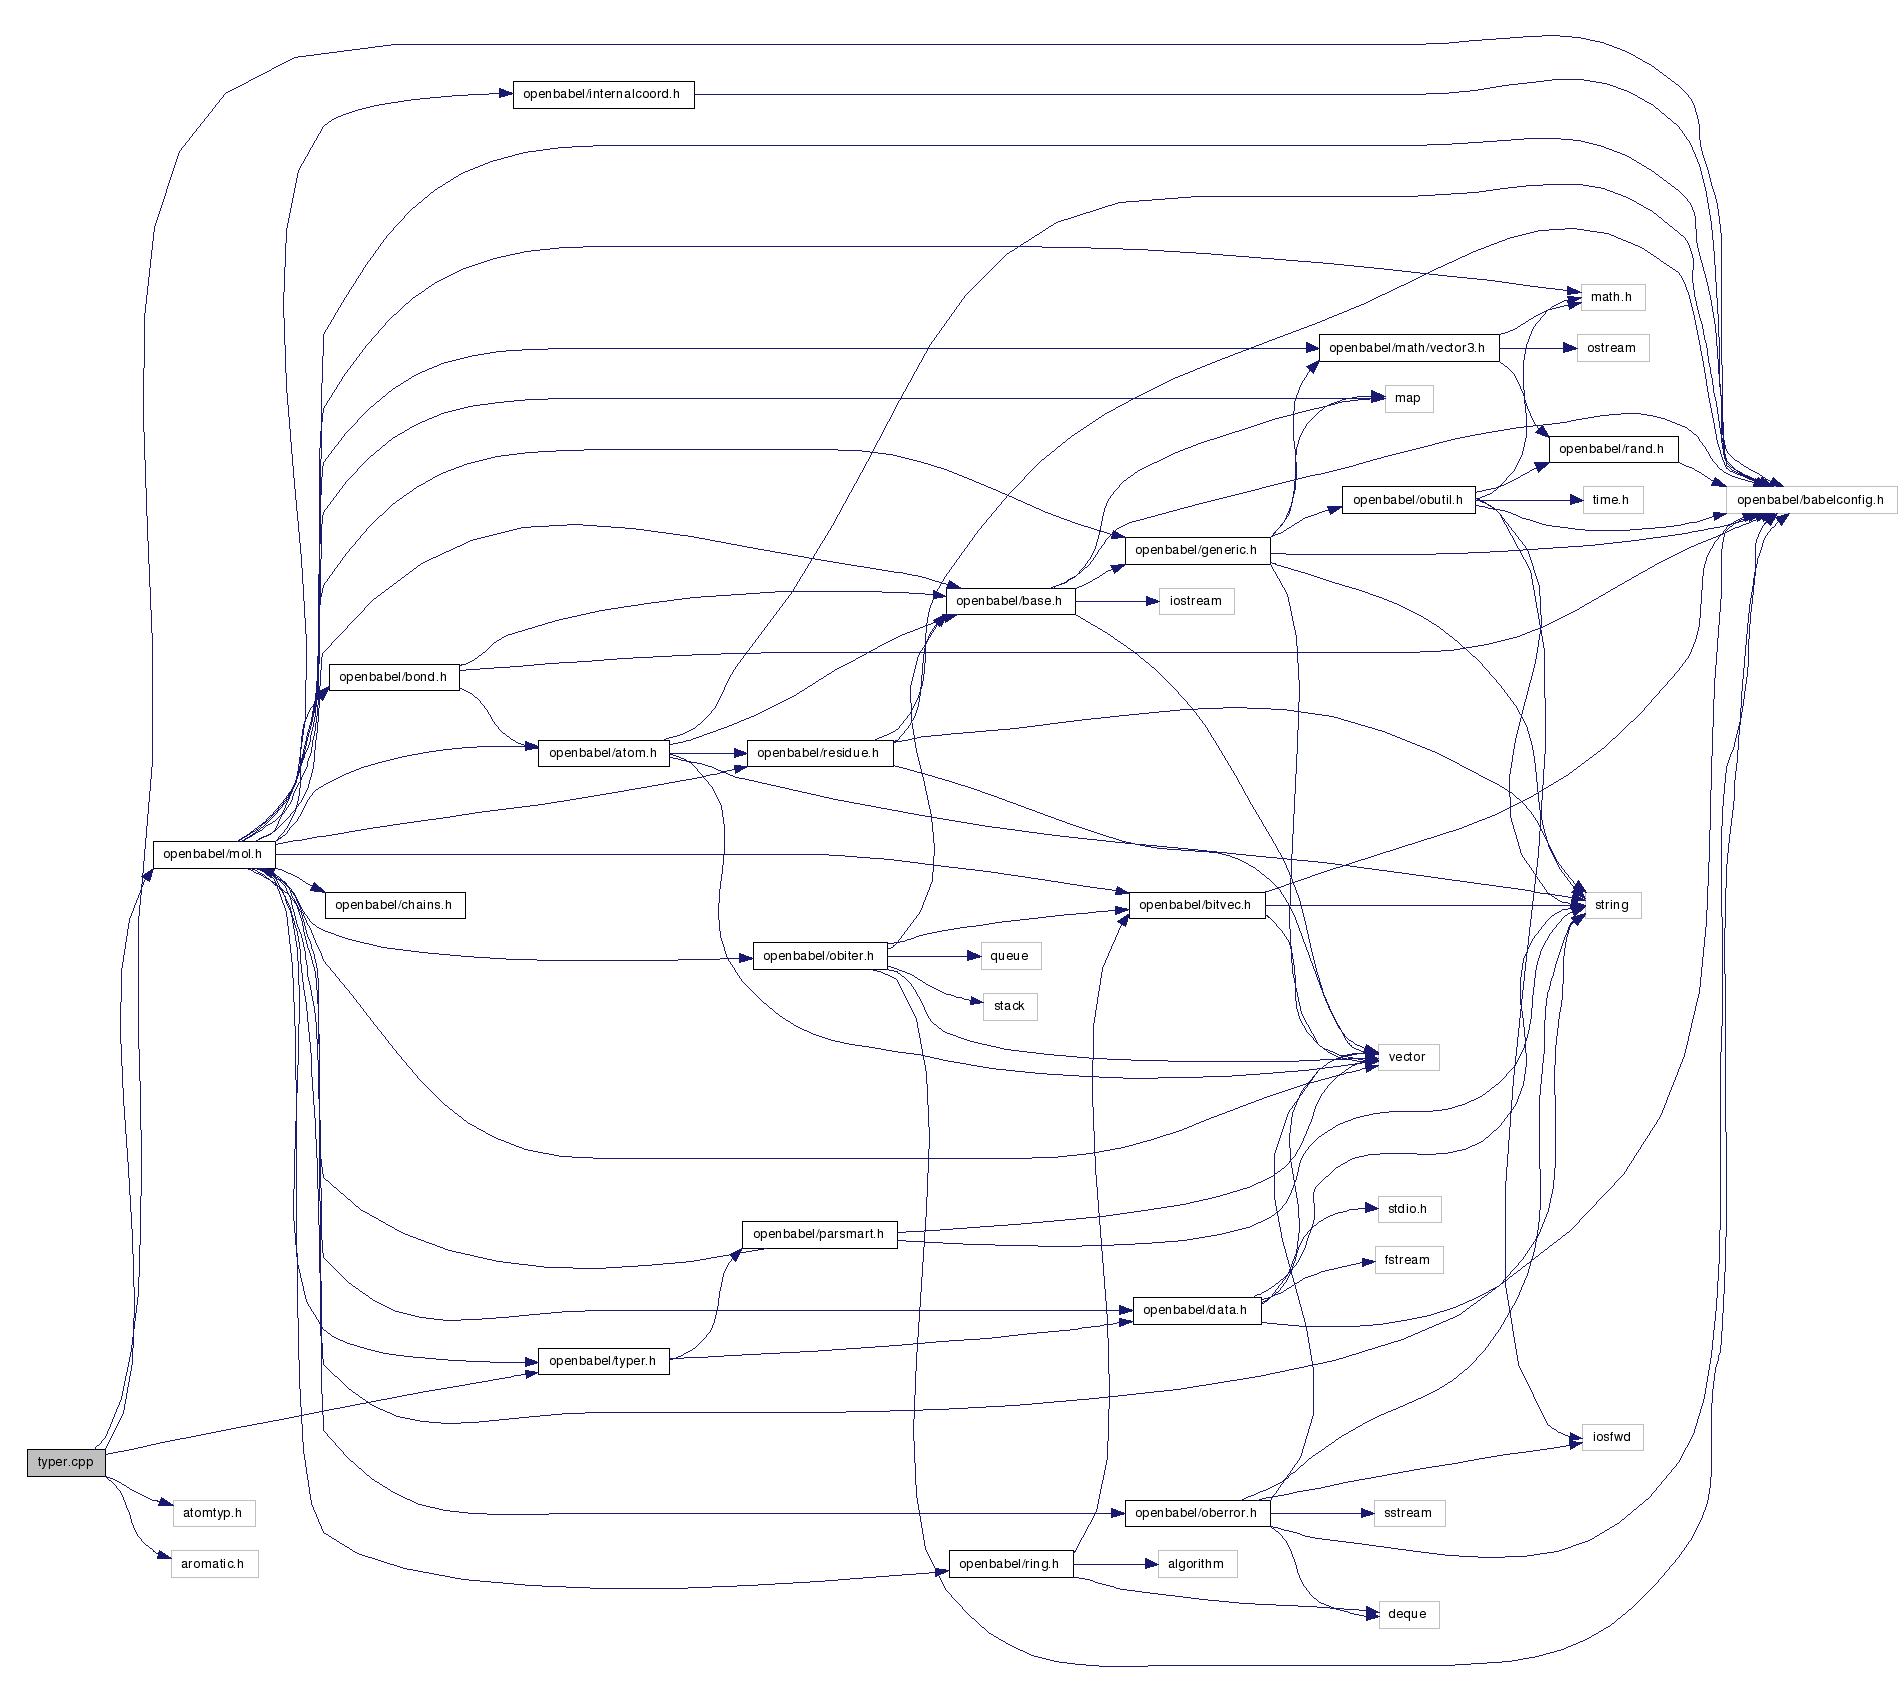 openbabel/internalcoord.h
math.h
openbabel/math/vector3.h
ostream
map
openbabel/rand.h
openbabel/obutil.h
time.h
openbabel/babelconfig.h
openbabel/generic.h
openbabel/base.h
iostream
openbabel/bond.h
openbabel/atom.h
openbabel/residue.h
openbabel/mol.h
openbabel/chains.h
openbabel/bitvec.h
string
openbabel/obiter.h
queue
stack
vector
stdio.h
openbabel/parsmart.h
fstream
openbabel/data.h
openbabel/typer.h
iosfwd
typer.cpp
atomtyp.h
openbabel/oberror.h
sstream
aromatic.h
openbabel/ring.h
algorithm
deque